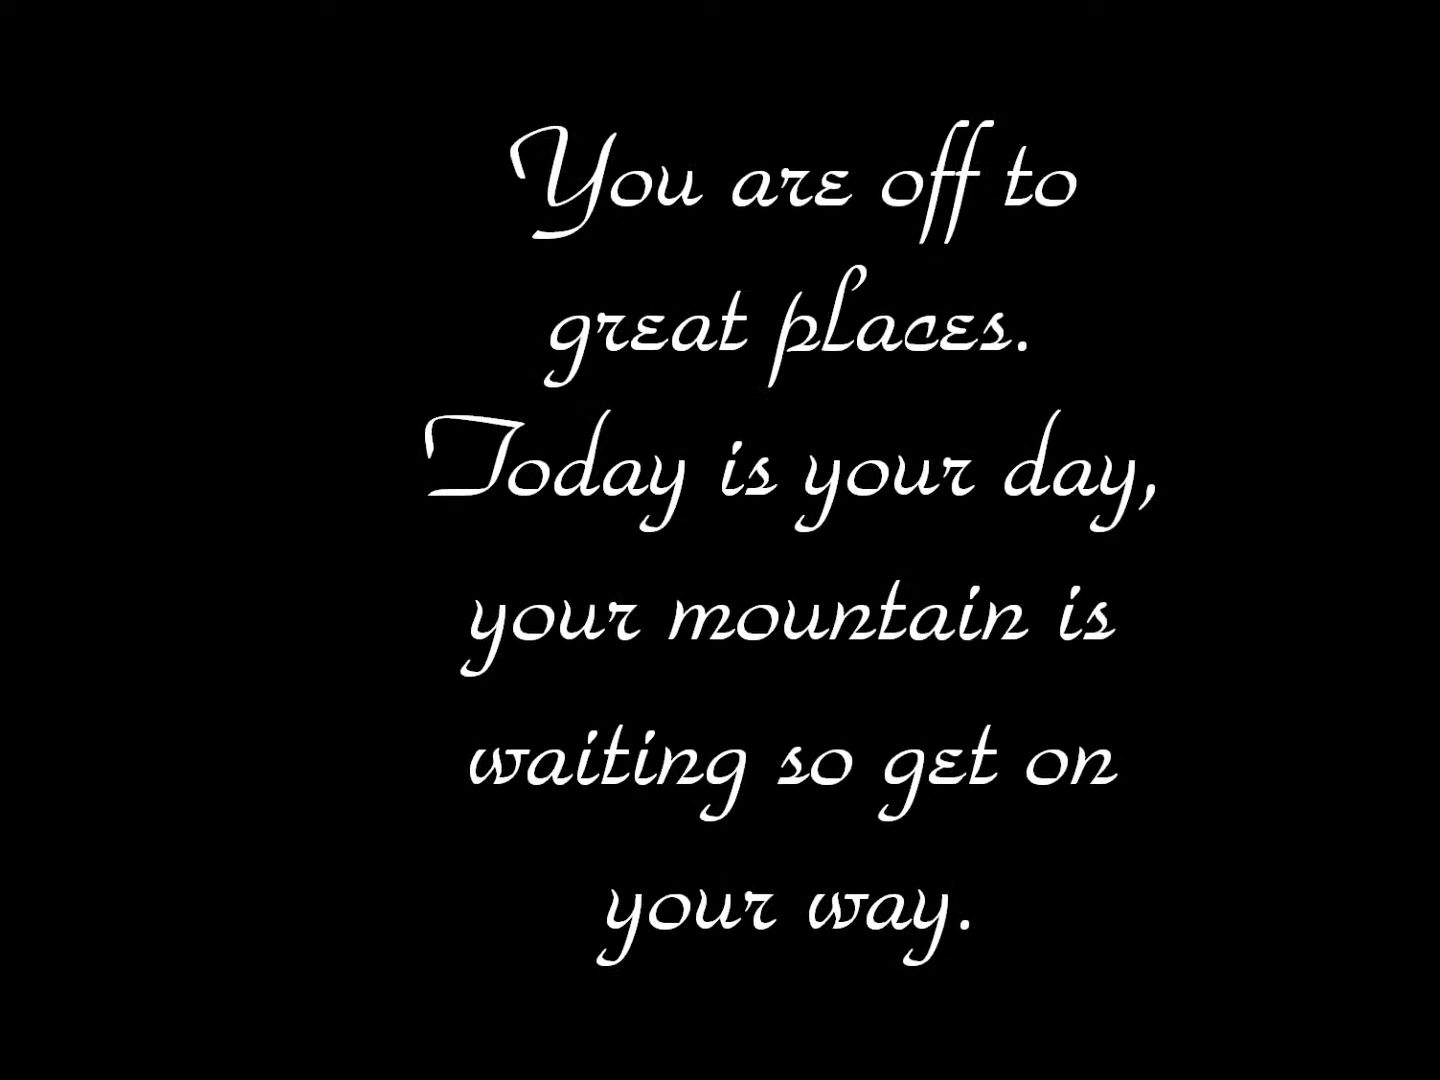 You are off to
great places.
Today is your day,
your mountain is
waiting so get on
your way.